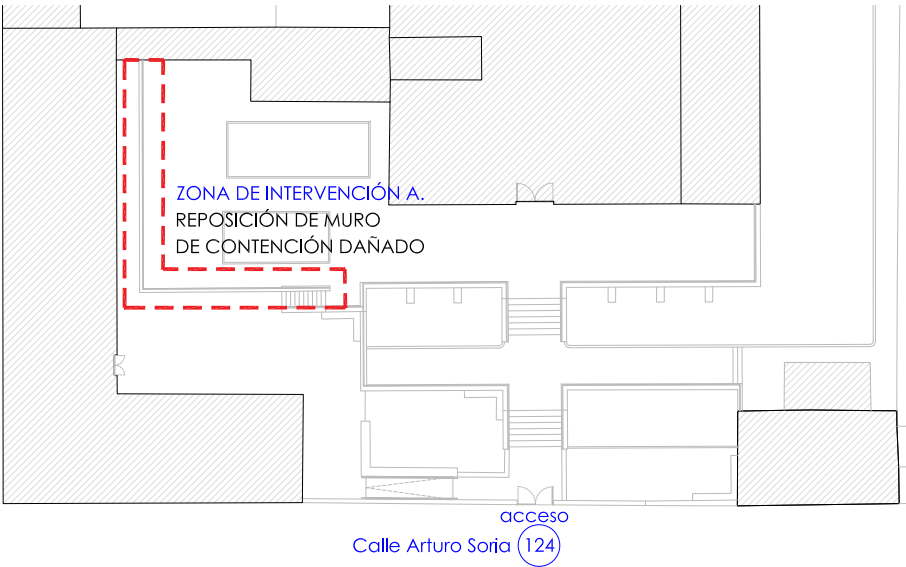 ZONA DE INTERVENCIÓN A.
REPOSICIÓN DE MURO
DE CONTENCIÓN DAÑADO
acceso
Calle Arturo Soria 124